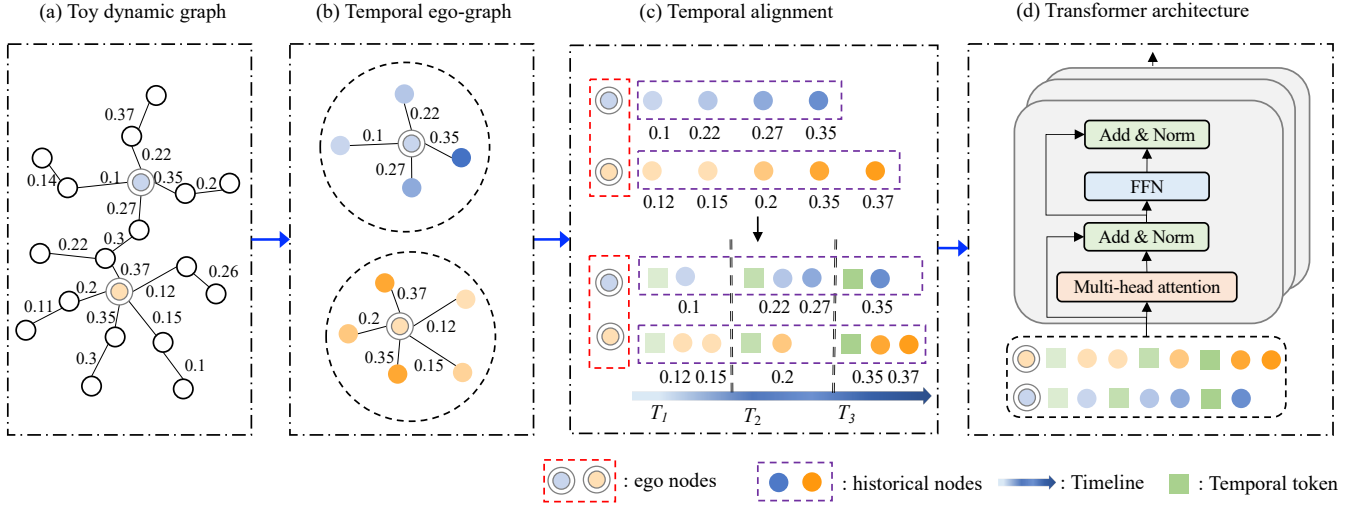 (a) Toy dynamic graph
(b) Temporal ego-graph
(c) Temporal alignment
(d) Transformer architecture
0.37
0.22
0.14
0.1
0.35
0.2
0.27
0.3
0.22
0.37
0.26
0.2
0.12
0.11
0.35
0.15
0.3
0.1
0.22
0.1
0.35
0.27
0.37
0.2
0.12
0.35
0.15
0.1 0.22 0.27 0.35
0.12 0.15 0.2 0.35 0.37
0.1 0.22 0.27 0.35
0.12 0.15 0.2 0.35 0.37
T1 T2 T3
Add & Norm
FFN
Add & Norm
Multi-head attention
: ego nodes
: historical nodes
: Timeline
: Temporal token